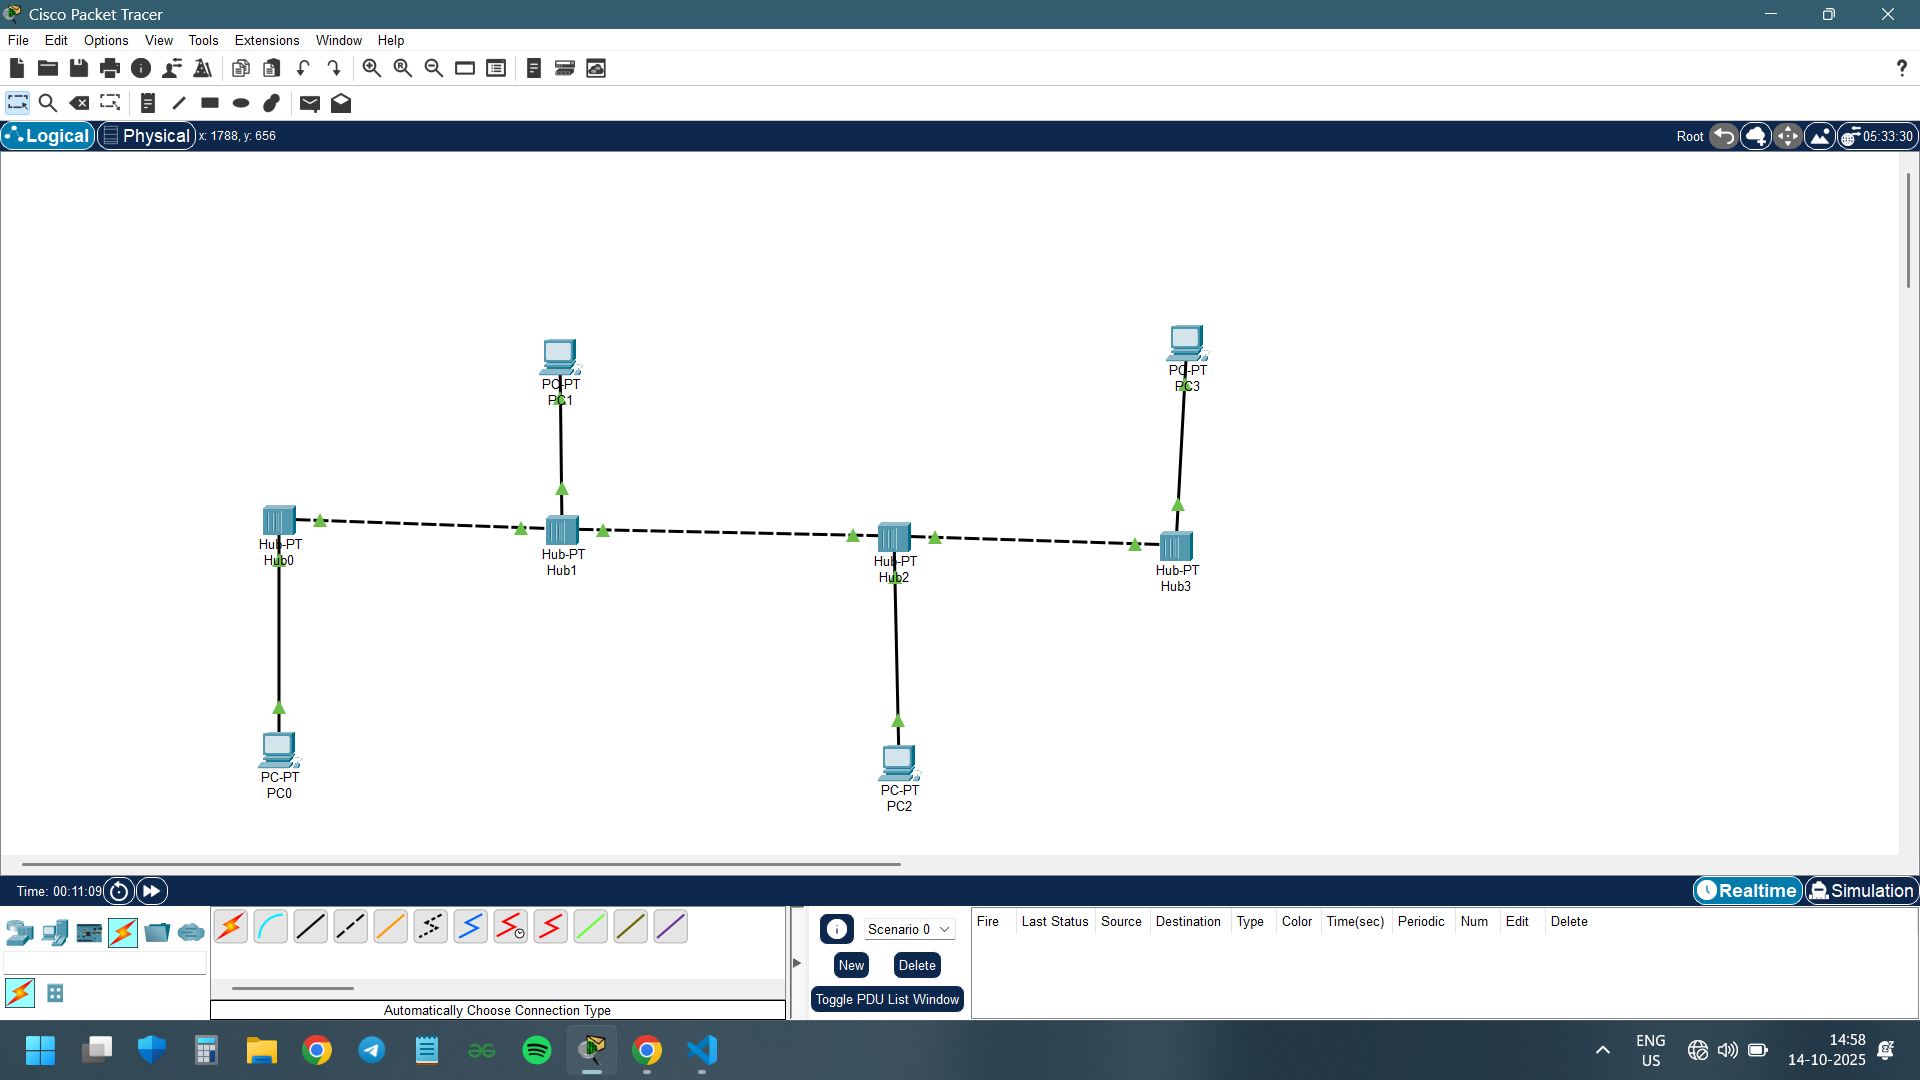 Cisco Packet Tracer
File Edit Options View Tools Extensions Window Help
Logical Physical x: 1788, y: 656 Root 05:33:30
PC-PT
PC1
PC-PT
PC3
Hub-PT
Hub0
Hub-PT
Hub1
Hub-PT
Hub2
Hub-PT
Hub3
PC-PT
PC0
PC-PT
PC2
Time: 00:11:09 Realtime Simulation
Scenario 0
New Delete
Toggle PDU List Window
Fire Last Status Source Destination Type Color Time(sec) Periodic Num Edit Delete
Automatically Choose Connection Type
ENG
US
14:58
14-10-2025